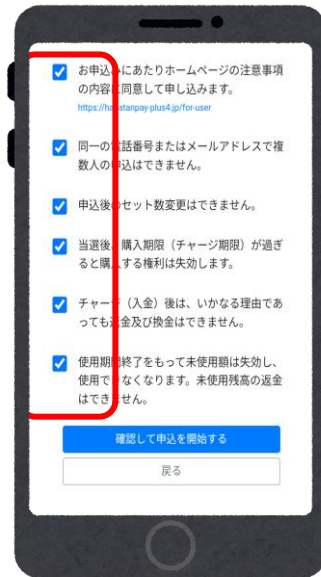 お申込みにあたりホームページの注意事項
の内容に同意して申し込みます。
https://hakatanpay-plus4.jp/for-user
同一の電話番号またはメールアドレスで複
数人の申込はできません。
申込後のセット数変更はできません。
当選後、購入期限（チャージ期限）が過ぎ
ると購入する権利は失効します。
チャージ（入金）後は、いかなる理由であ
っても返金及び換金はできません。
使用期間終了をもって未使用額は失効し、
使用できなくなります。未使用残高の返金
はできません。
確認して申込を開始する
戻る